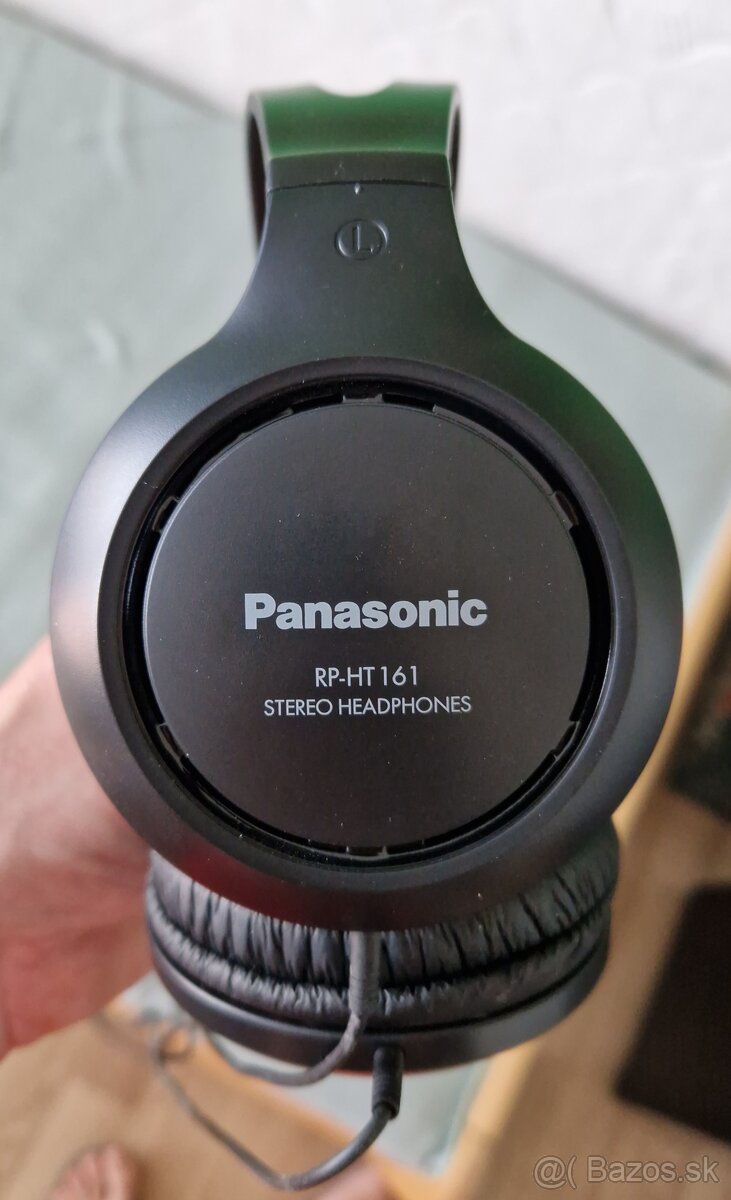 L
Panasonic
RP-HT161
STEREO HEADPHONES
@( Bazos.sk